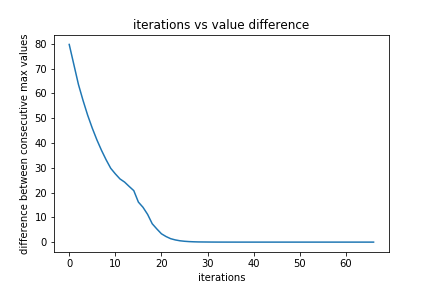 iterations vs value difference
difference between consecutive max values
80
70
60
50
40
30
20
10
0
0 10 20 30 40 50 60
iterations